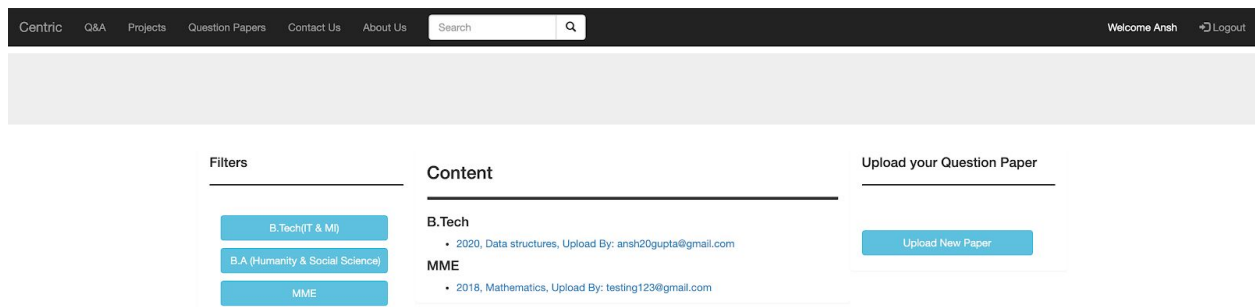 Centric Q&A Projects Question Papers Contact Us About Us Search Welcome Ansh Logout
Filters
B.Tech(IT & MI)
B.A (Humanity & Social Science)
MME
Content
B.Tech
• 2020, Data structures, Upload By: ansh20gupta@gmail.com
MME
• 2018, Mathematics, Upload By: testing123@gmail.com
Upload your Question Paper
Upload New Paper